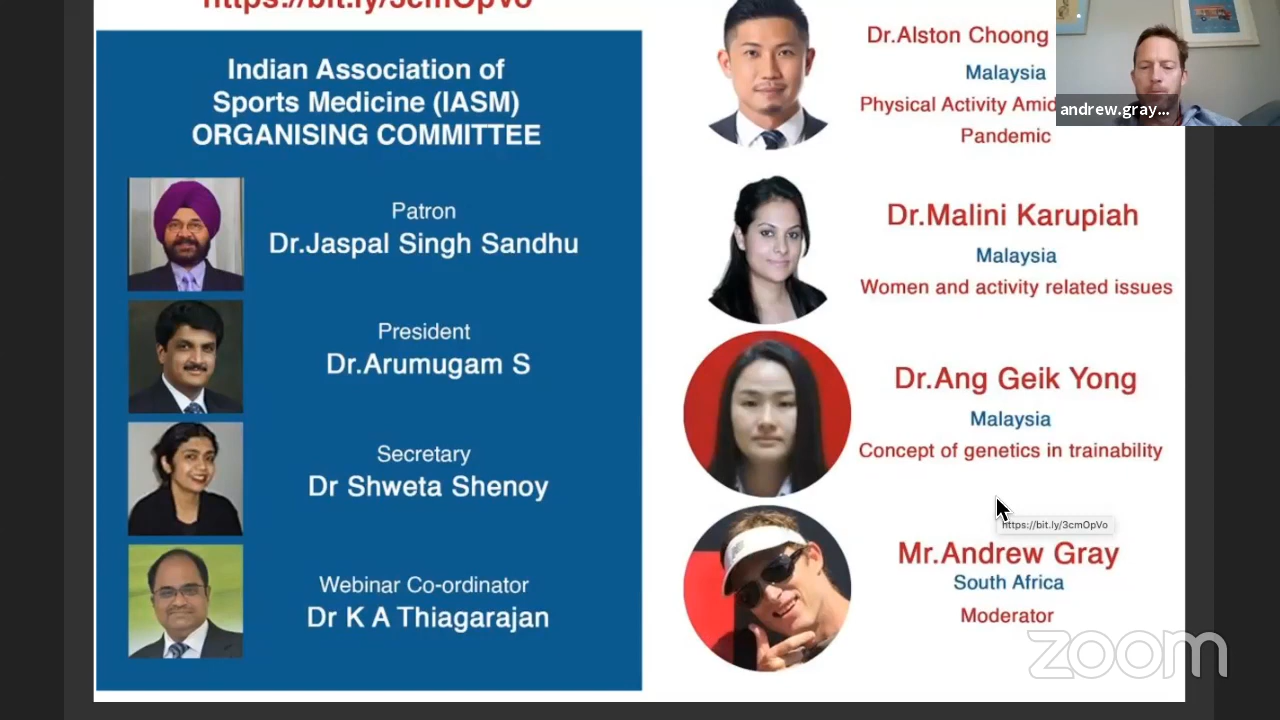 https://bit.ly/3cmOpVo
Indian Association of
Sports Medicine (IASM)
ORGANISING COMMITTEE
Patron
Dr.Jaspal Singh Sandhu
President
Dr.Arumugam S
Secretary
Dr Shweta Shenoy
Webinar Co-ordinator
Dr K A Thiagarajan
Dr.Alston Choong
Malaysia
Physical Activity Amid
Pandemic
andrew.gray...
Dr.Malini Karupiah
Malaysia
Women and activity related issues
Dr.Ang Geik Yong
Malaysia
Concept of genetics in trainability
https://bit.ly/3cmOpVo
Mr.Andrew Gray
South Africa
Moderator
zoom